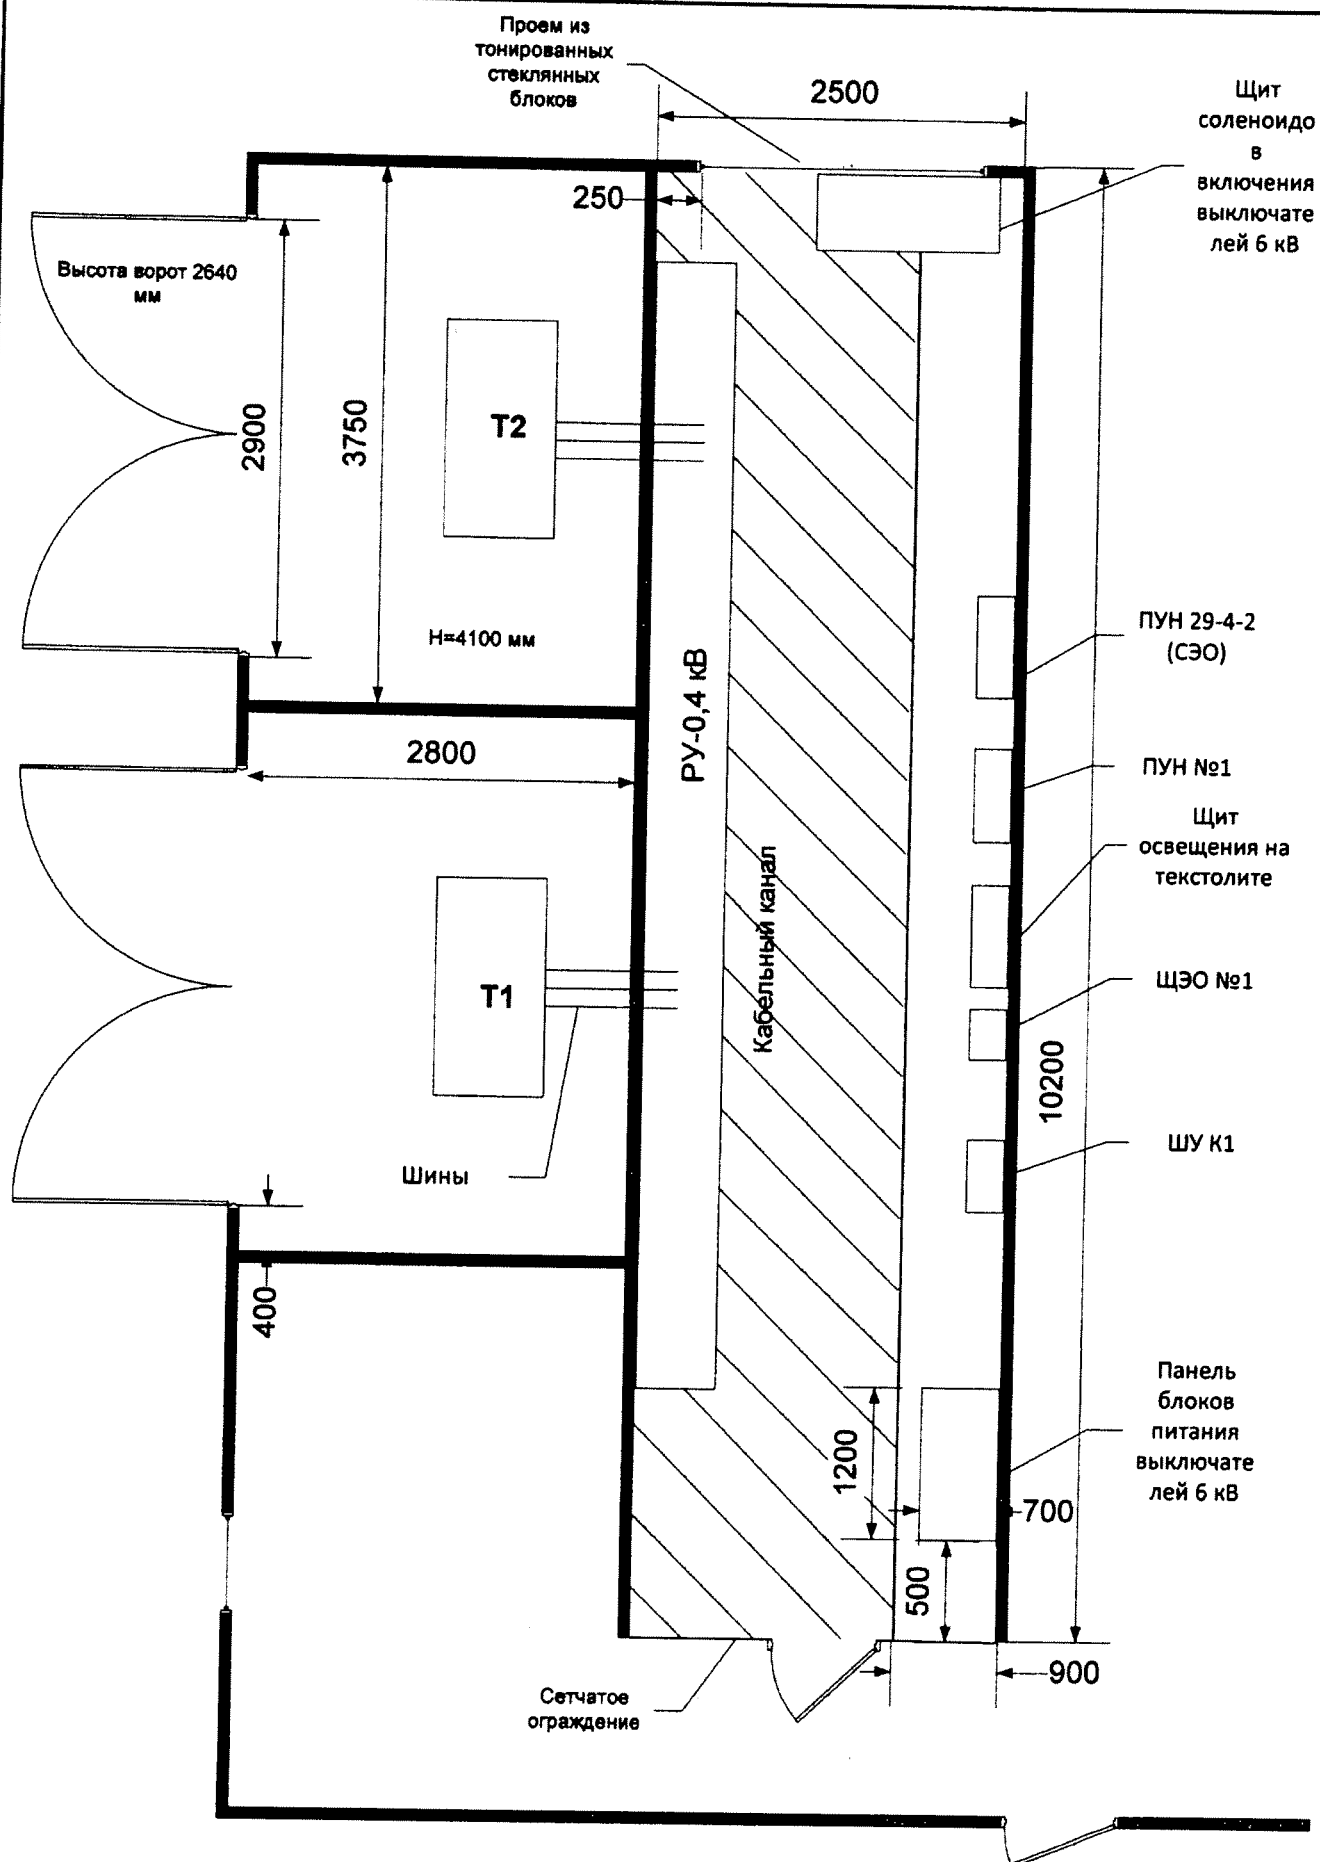 Проем из
тонированных
стеклянных
блоков
2500
Щит
соленоидо
в
включения
выключате
лей 6 кВ
250
Высота ворот 2640
мм
2900
3750
Т2
H=4100 мм
РУ-0,4 кВ
ПУН 29-4-2
(СЭО)
2800
ПУН №1
Щит
освещения на
текстолите
Кабельный канал
Т1
ЩЭО №1
10200
Шины
ШУ К1
400
Панель
блоков
питания
выключате
лей 6 кВ
1200
700
500
900
Сетчатое
ограждение